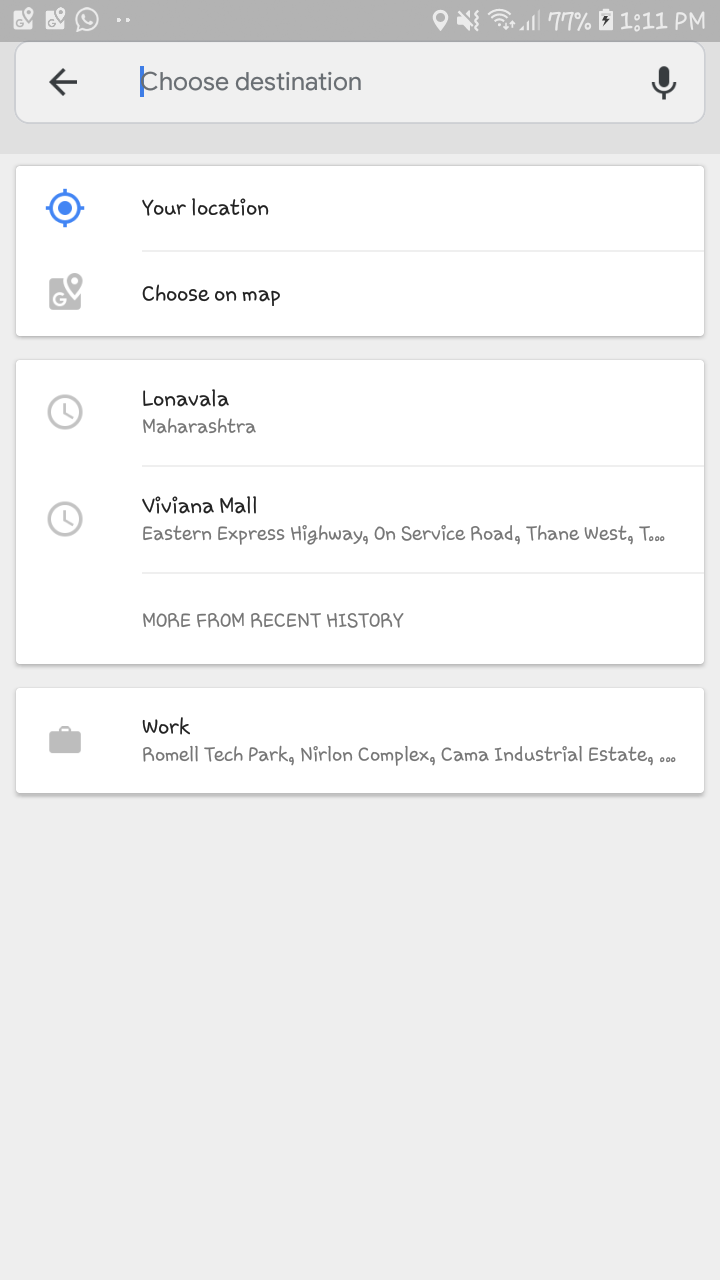 77% 1:11 PM
Choose destination
Your location
G
Choose on map
Lonavala
Maharashtra
Viviana Mall
Eastern Express Highway, On Service Road, Thane West, T...
MORE FROM RECENT HISTORY
Work
Romell Tech Park, Nirlon Complex, Cama Industrial Estate, ...